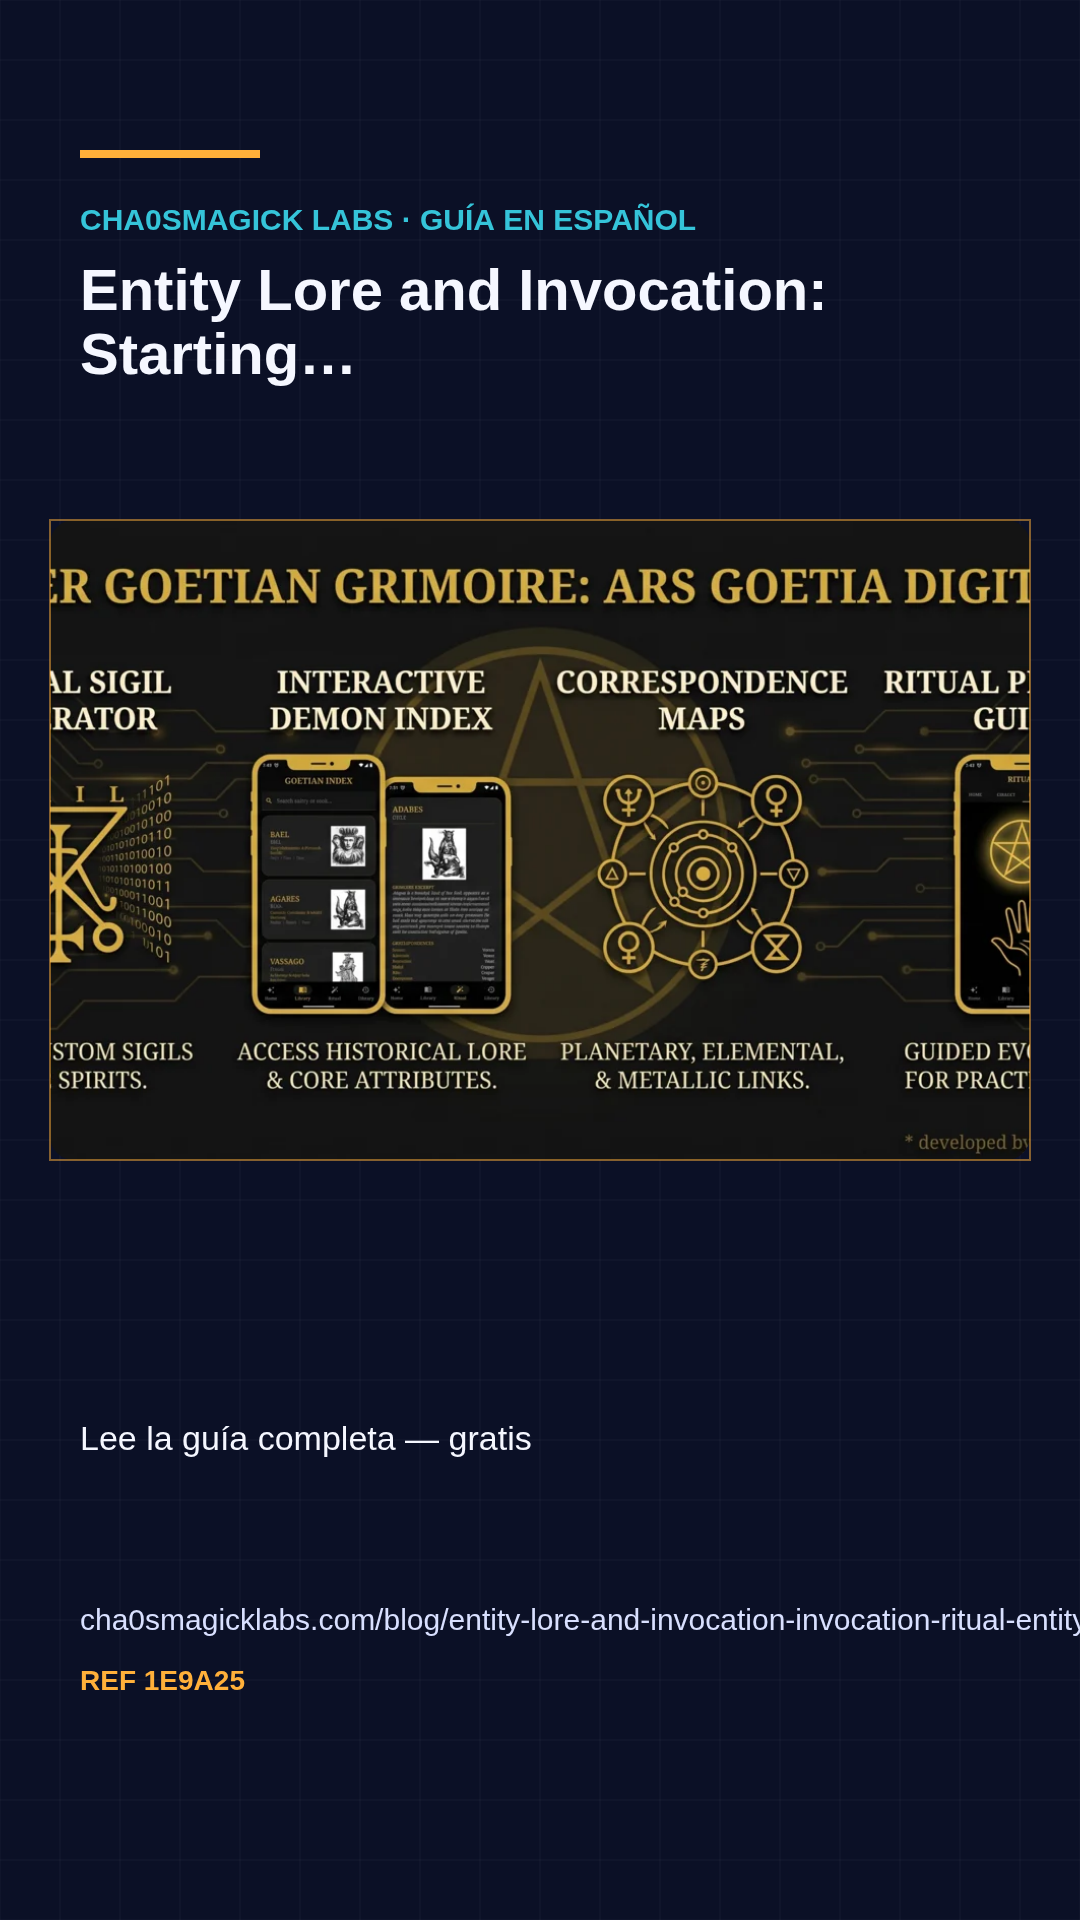 CHA0SMAGICK LABS · GUÍA EN ESPAÑOL
Entity Lore and Invocation:
Starting…
ER GOETIAN GRIMOIRE: ARS GOETIA DIGIT
AL SIGIL
RATOR
I L
INTERACTIVE
DEMON INDEX
CORRESPONDENCE
MAPS
RITUAL P
GUI
GOETIAN INDEX
BAEL
AGARES
VASSAGO
ADABES
STOM SIGILS
SPIRITS.
ACCESS HISTORICAL LORE
& CORE ATTRIBUTES.
PLANETARY, ELEMENTAL,
& METALLIC LINKS.
GUIDED EVO
FOR PRACT
* developed by
Lee la guía completa — gratis
cha0smagicklabs.com/blog/entity-lore-and-invocation-invocation-ritual-entity
REF 1E9A25